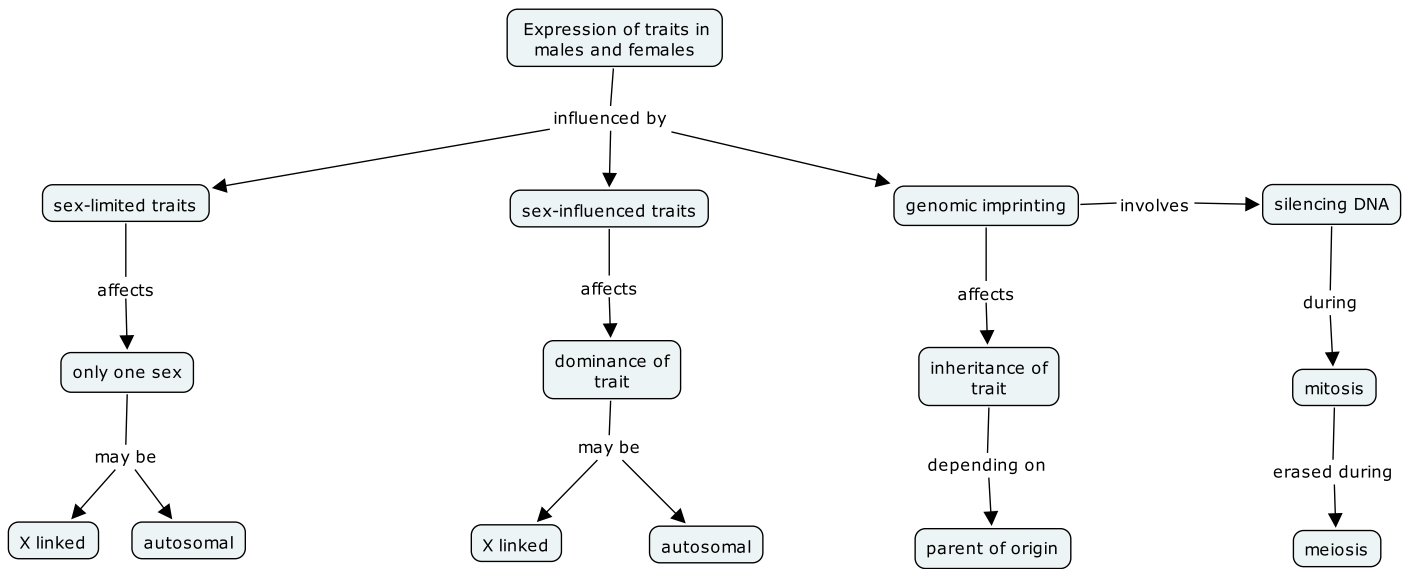 Expression of traits in
males and females
influenced by
sex-limited traits
sex-influenced traits
genomic imprinting
involves
silencing DNA
affects
affects
affects
during
only one sex
dominance of
trait
inheritance of
trait
mitosis
may be
may be
depending on
erased during
X linked
autosomal
X linked
autosomal
parent of origin
meiosis